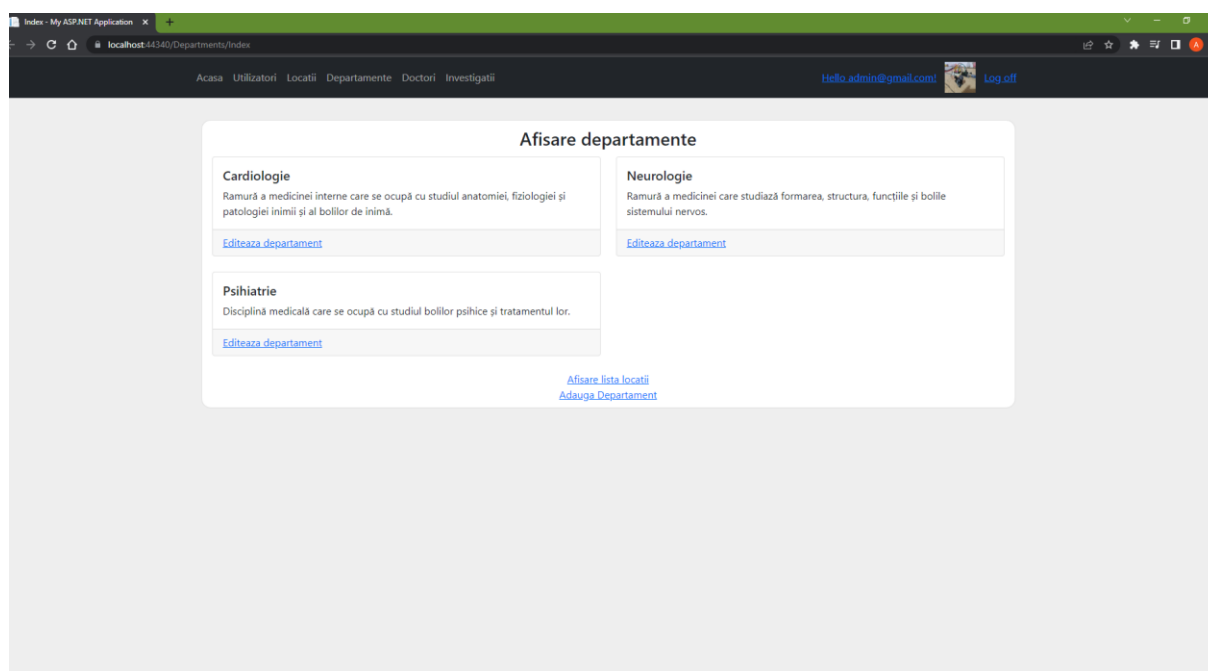 Index - My ASP.NET Application
localhost:44340/Departments/Index
A
Acasa Utilizatori Locatii Departamente Doctori Investigatii Hello admin@gmail.com! Log off
Afisare departamente
Cardiologie
Ramură a medicinei interne care se ocupă cu studiul anatomiei, fiziologiei și
patologiei inimii și al bolilor de inimă.
Editeaza departament
Neurologie
Ramură a medicinei care studiază formarea, structura, funcțiile și bolile
sistemului nervos.
Editeaza departament
Psihiatrie
Disciplină medicală care se ocupă cu studiul bolilor psihice și tratamentul lor.
Editeaza departament
Afisare lista locatii
Adauga Departament